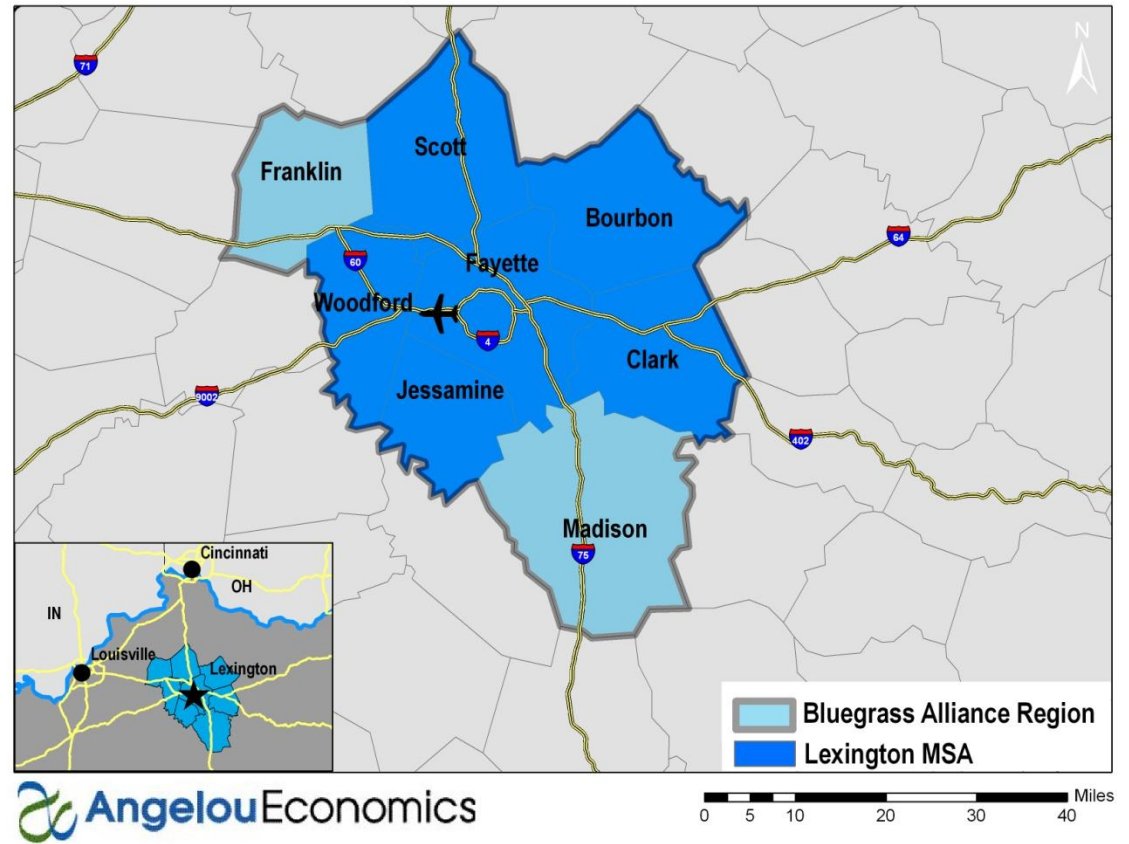 N
71
Scott
Franklin
Bourbon
64
Fayette
60
Woodford
4
Clark
Jessamine
9002
402
Madison
75
Cincinnati
OH
IN
Louisville
Lexington
Bluegrass Alliance Region
Lexington MSA
AngelouEconomics
Miles
0 5 10 20 30 40